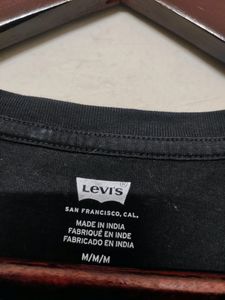 Levi's
SAN FRANCISCO, CAL.
MADE IN INDIA
FABRIQUÉ EN INDE
FABRICADO EN INDIA
M/M/M